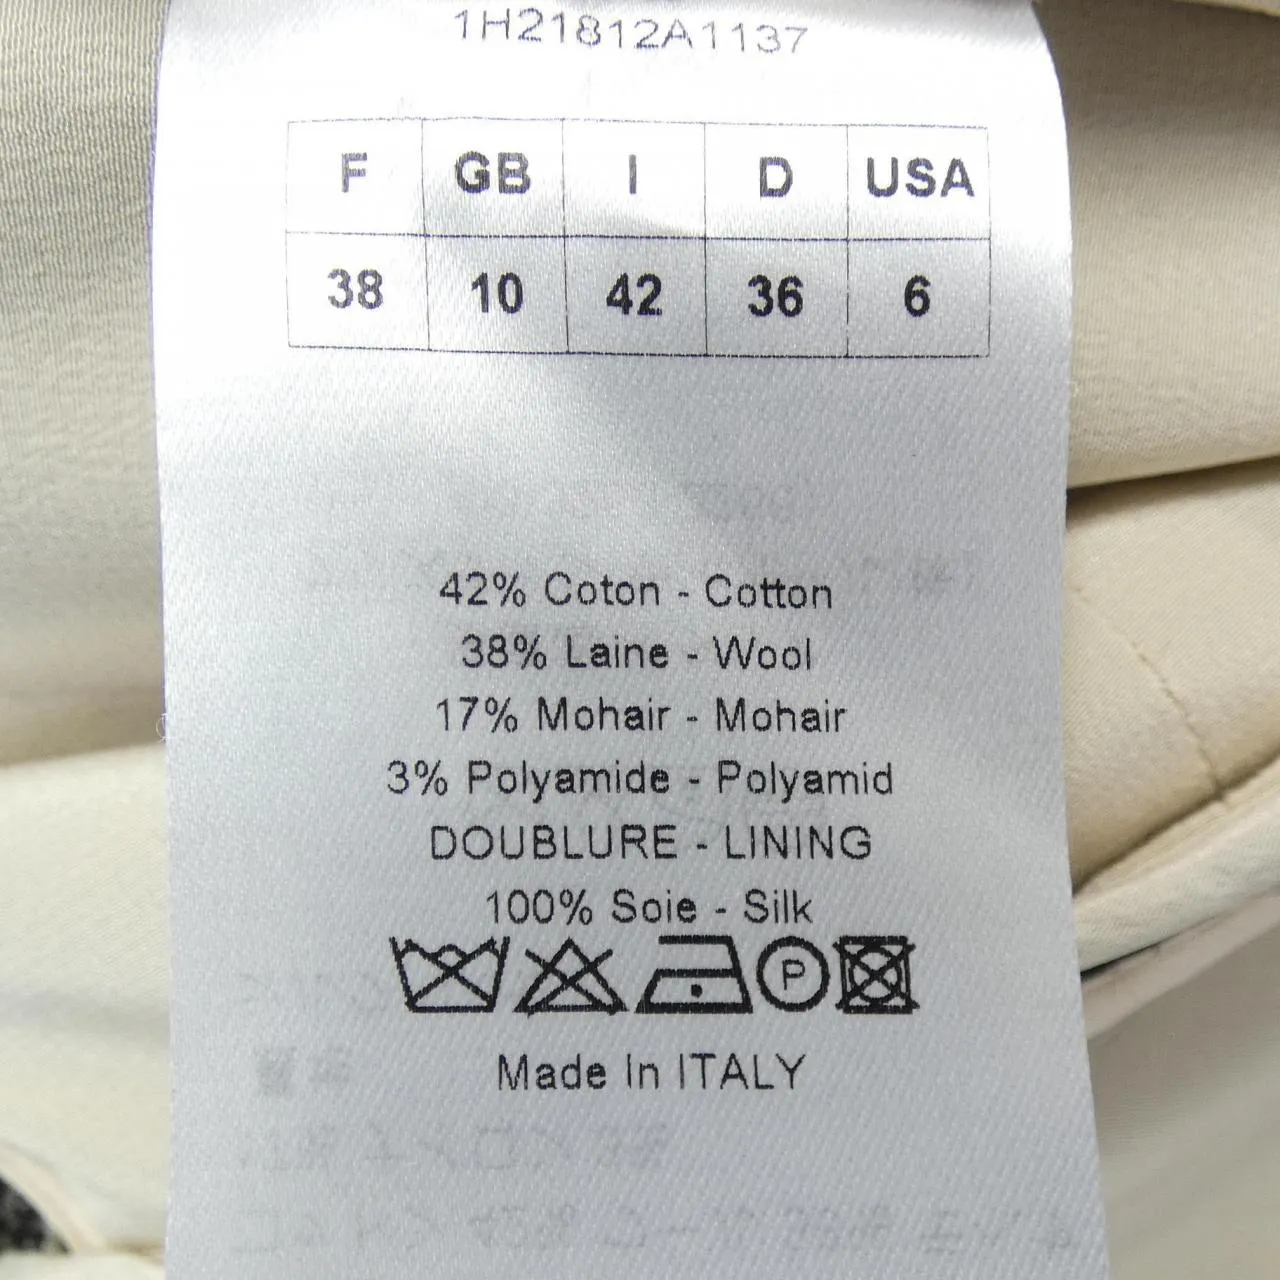 1H21812A1137
F GB I D USA
38 10 42 36 6
42% Coton - Cotton
38% Laine - Wool
17% Mohair - Mohair
3% Polyamide - Polyamid
DOUBLURE - LINING
100% Soie - Silk
P
Made in ITALY